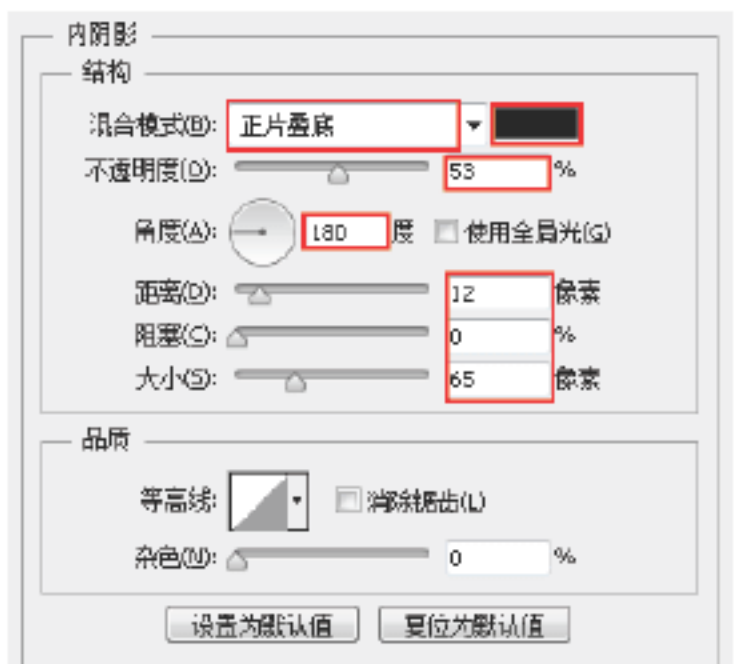 内阴影
结构
混合模式(B): 正片叠底
不透明度(O): 53 %
角度(A): 180 度 使用全局光(G)
距离(D): 12 像素
阻塞(C): 0 %
大小(S): 65 像素
品质
等高线: 消除锯齿(L)
杂色(N): 0 %
设置为默认值 复位为默认值